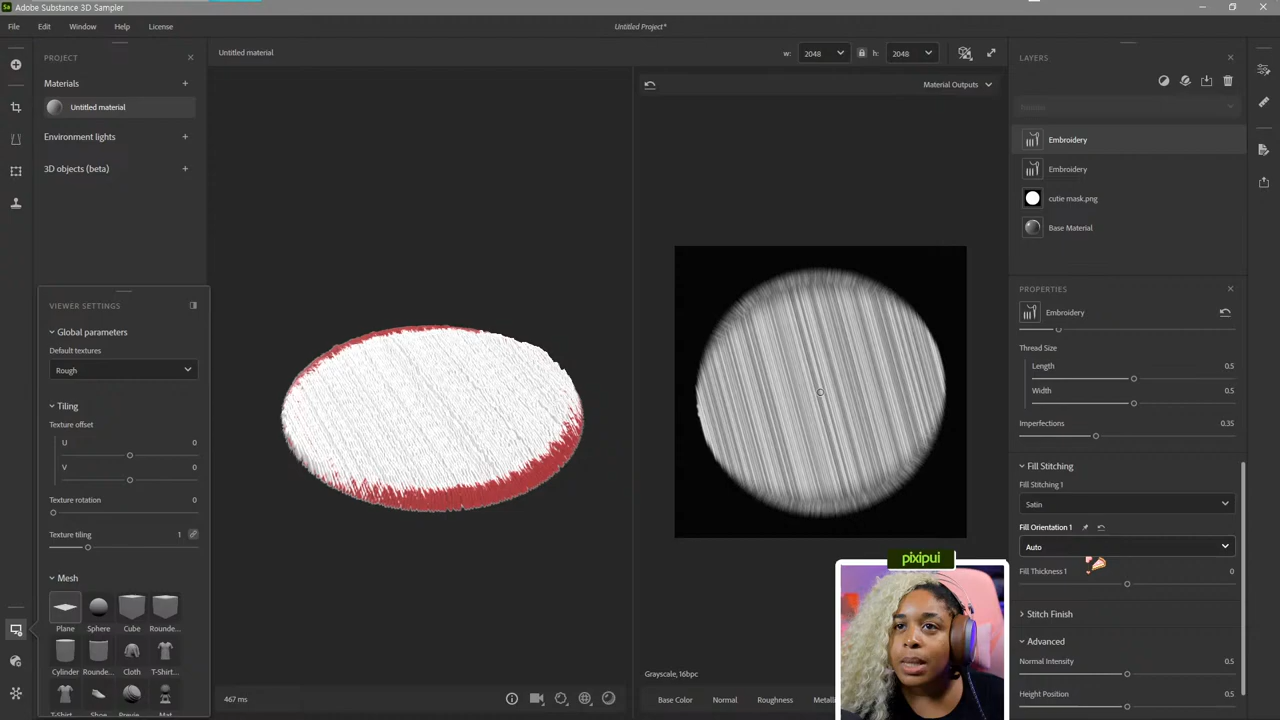 Adobe Substance 3D Sampler
File Edit Window Help License
Untitled Project*
PROJECT
Materials
Untitled material
Environment lights
3D objects (beta)
VIEWER SETTINGS
Global parameters
Default textures
Rough
Tiling
Texture offset
U 0
V 0
Texture rotation 0
Texture tiling 1
Mesh
Plane Sphere Cube Rounde...
Cylinder Rounde... Cloth T-Shirt...
T-Shirt... Shoe Previe... Mat
Untitled material
w: 2048 h: 2048
Material Outputs
467 ms
Grayscale, 16bpc
Base Color Normal Roughness Metalli
pixipui
LAYERS
Embroidery
Embroidery
cutie mask.png
Base Material
PROPERTIES
Embroidery
Thread Size
Length 0.5
Width 0.5
Imperfections 0.35
Fill Stitching
Fill Stitching 1
Satin
Fill Orientation 1
Auto
Fill Thickness 1 0
Stitch Finish
Advanced
Normal Intensity 0.5
Height Position 0.5